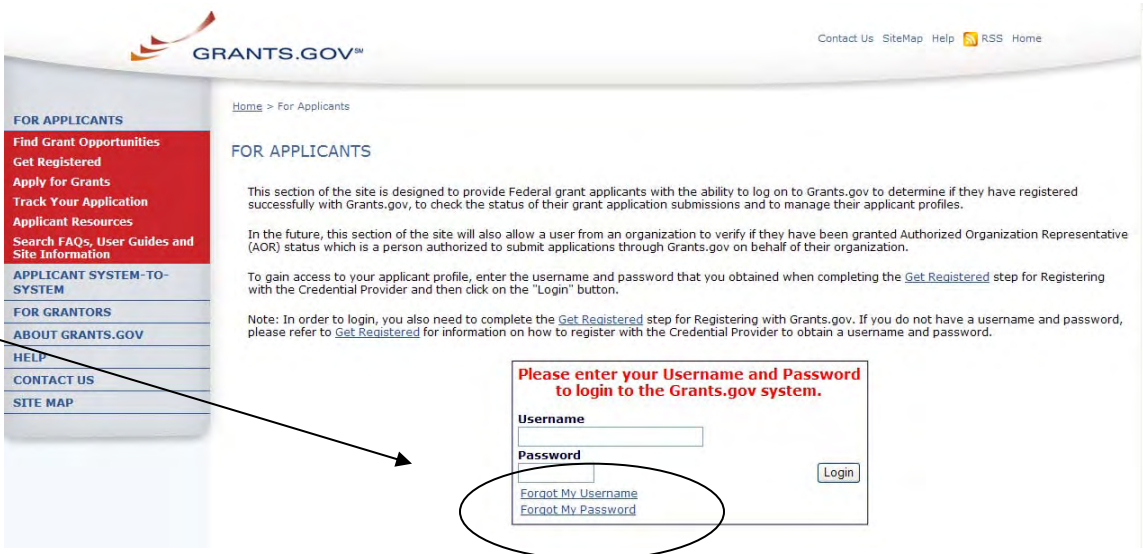 GRANTS.GOV℠
Contact Us SiteMap Help RSS Home
FOR APPLICANTS
Find Grant Opportunities
Get Registered
Apply for Grants
Track Your Application
Applicant Resources
Search FAQs, User Guides and
Site Information
APPLICANT SYSTEM-TO-
SYSTEM
FOR GRANTORS
ABOUT GRANTS.GOV
HELP
CONTACT US
SITE MAP
Home > For Applicants
FOR APPLICANTS
This section of the site is designed to provide Federal grant applicants with the ability to log on to Grants.gov to determine if they have registered
successfully with Grants.gov, to check the status of their grant application submissions and to manage their applicant profiles.
In the future, this section of the site will also allow a user from an organization to verify if they have been granted Authorized Organization Representative
(AOR) status which is a person authorized to submit applications through Grants.gov on behalf of their organization.
To gain access to your applicant profile, enter the username and password that you obtained when completing the Get Registered step for Registering
with the Credential Provider and then click on the "Login" button.
Note: In order to login, you also need to complete the Get Registered step for Registering with Grants.gov. If you do not have a username and password,
please refer to Get Registered for information on how to register with the Credential Provider to obtain a username and password.
Please enter your Username and Password
to login to the Grants.gov system.
Username
Password
Login
Forgot My Username
Forgot My Password